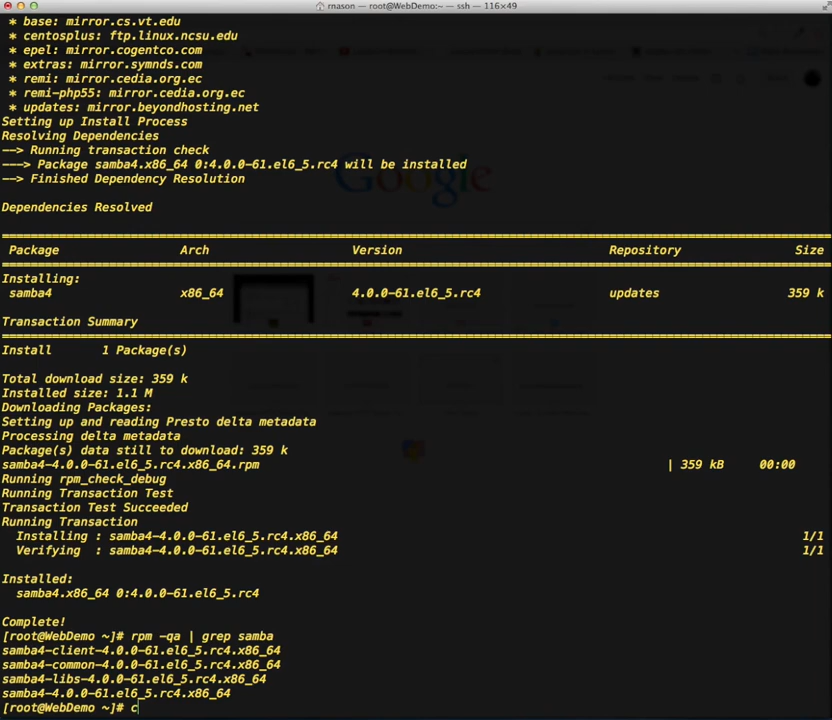 rnason — root@WebDemo:~ — ssh — 116×49
* base: mirror.cs.vt.edu
* centosplus: ftp.linux.ncsu.edu
* epel: mirror.cogentco.com
* extras: mirror.symnds.com
* remi: mirror.cedia.org.ec
* remi-php55: mirror.cedia.org.ec
* updates: mirror.beyondhosting.net
Setting up Install Process
Resolving Dependencies
--> Running transaction check
---> Package samba4.x86_64 0:4.0.0-61.el6_5.rc4 will be installed
--> Finished Dependency Resolution
Dependencies Resolved
Package Arch Version Repository Size
Installing:
samba4 x86_64 4.0.0-61.el6_5.rc4 updates 359 k
Transaction Summary
Install 1 Package(s)
Total download size: 359 k
Installed size: 1.1 M
Downloading Packages:
Setting up and reading Presto delta metadata
Processing delta metadata
Package(s) data still to download: 359 k
samba4-4.0.0-61.el6_5.rc4.x86_64.rpm | 359 kB 00:00
Running rpm_check_debug
Running Transaction Test
Transaction Test Succeeded
Running Transaction
Installing : samba4-4.0.0-61.el6_5.rc4.x86_64 1/1
Verifying : samba4-4.0.0-61.el6_5.rc4.x86_64 1/1
Installed:
samba4.x86_64 0:4.0.0-61.el6_5.rc4
Complete!
[root@WebDemo ~]# rpm -qa | grep samba
samba4-client-4.0.0-61.el6_5.rc4.x86_64
samba4-common-4.0.0-61.el6_5.rc4.x86_64
samba4-libs-4.0.0-61.el6_5.rc4.x86_64
samba4-4.0.0-61.el6_5.rc4.x86_64
[root@WebDemo ~]# c
Google